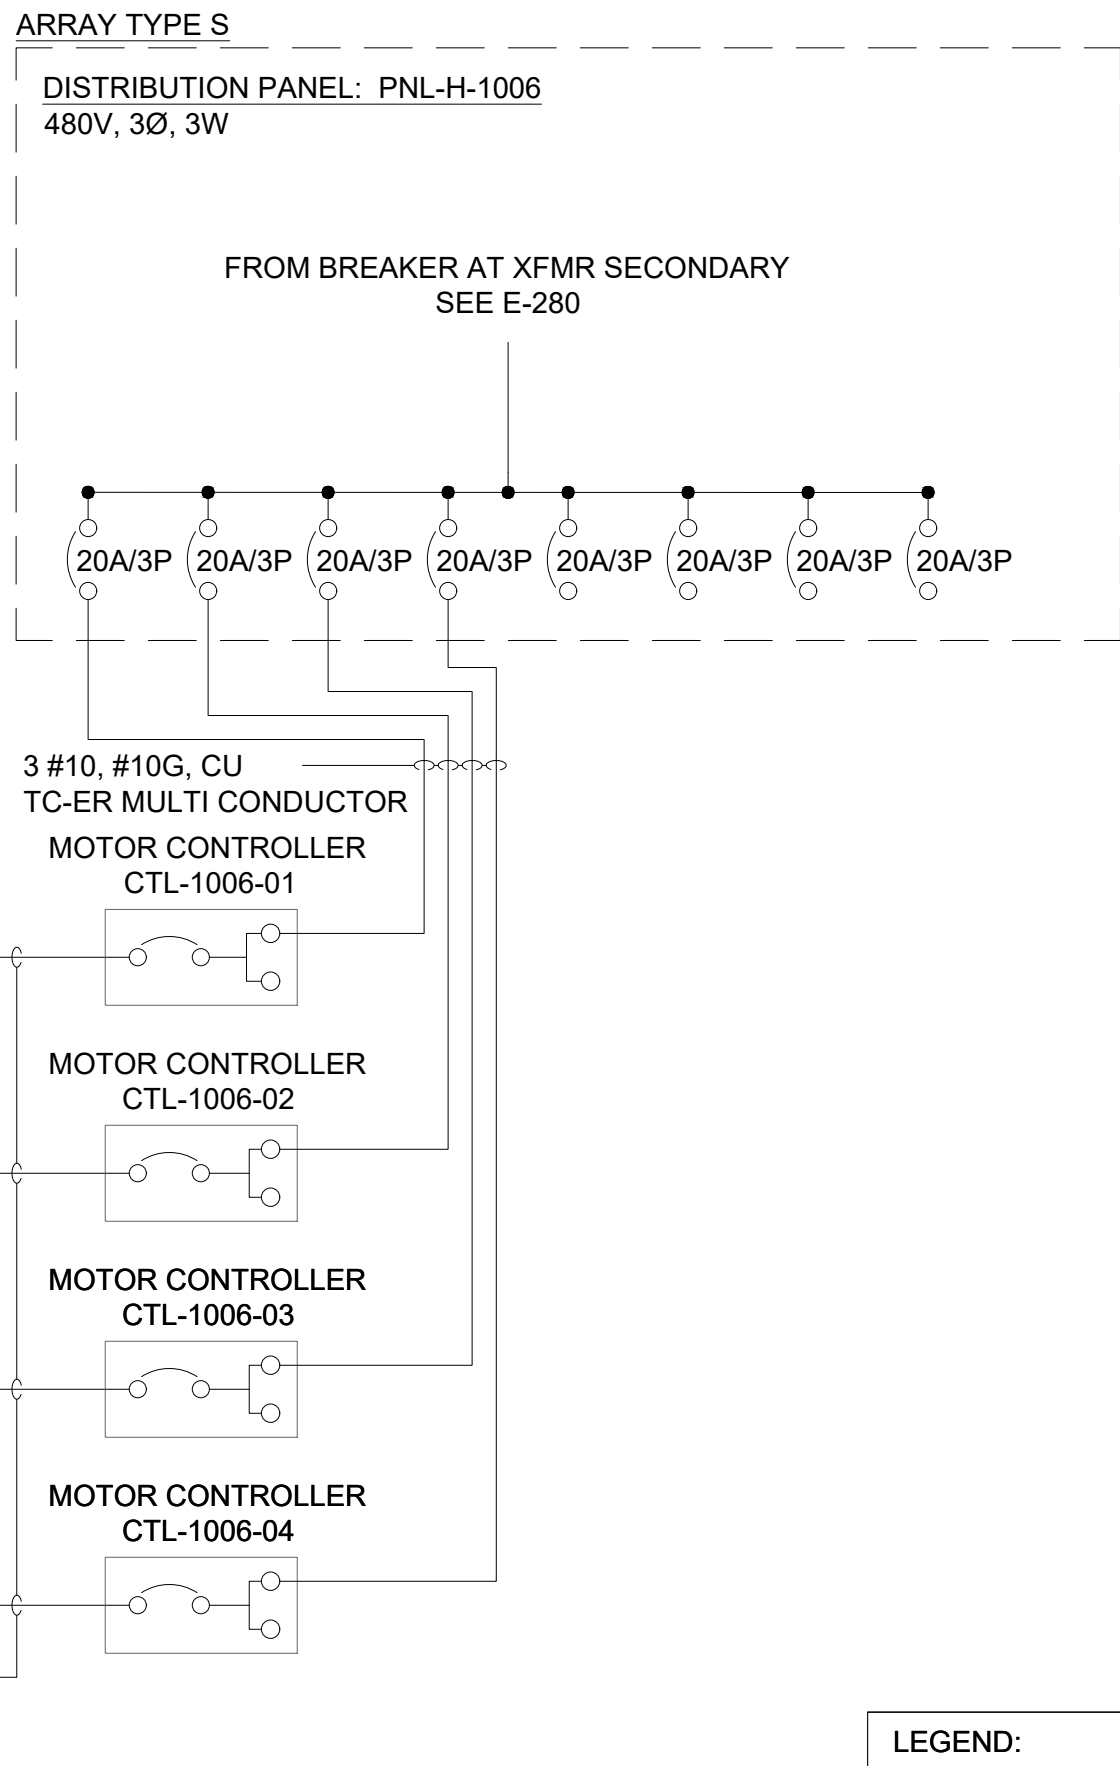 ARRAY TYPE S
DISTRIBUTION PANEL:  PNL-H-1006
480V, 3Ø, 3W
FROM BREAKER AT XFMR SECONDARY
SEE E-280
20A/3P 20A/3P 20A/3P 20A/3P 20A/3P 20A/3P 20A/3P 20A/3P
3 #10, #10G, CU
TC-ER MULTI CONDUCTOR
MOTOR CONTROLLER
CTL-1006-01
MOTOR CONTROLLER
CTL-1006-02
MOTOR CONTROLLER
CTL-1006-03
MOTOR CONTROLLER
CTL-1006-04
LEGEND: